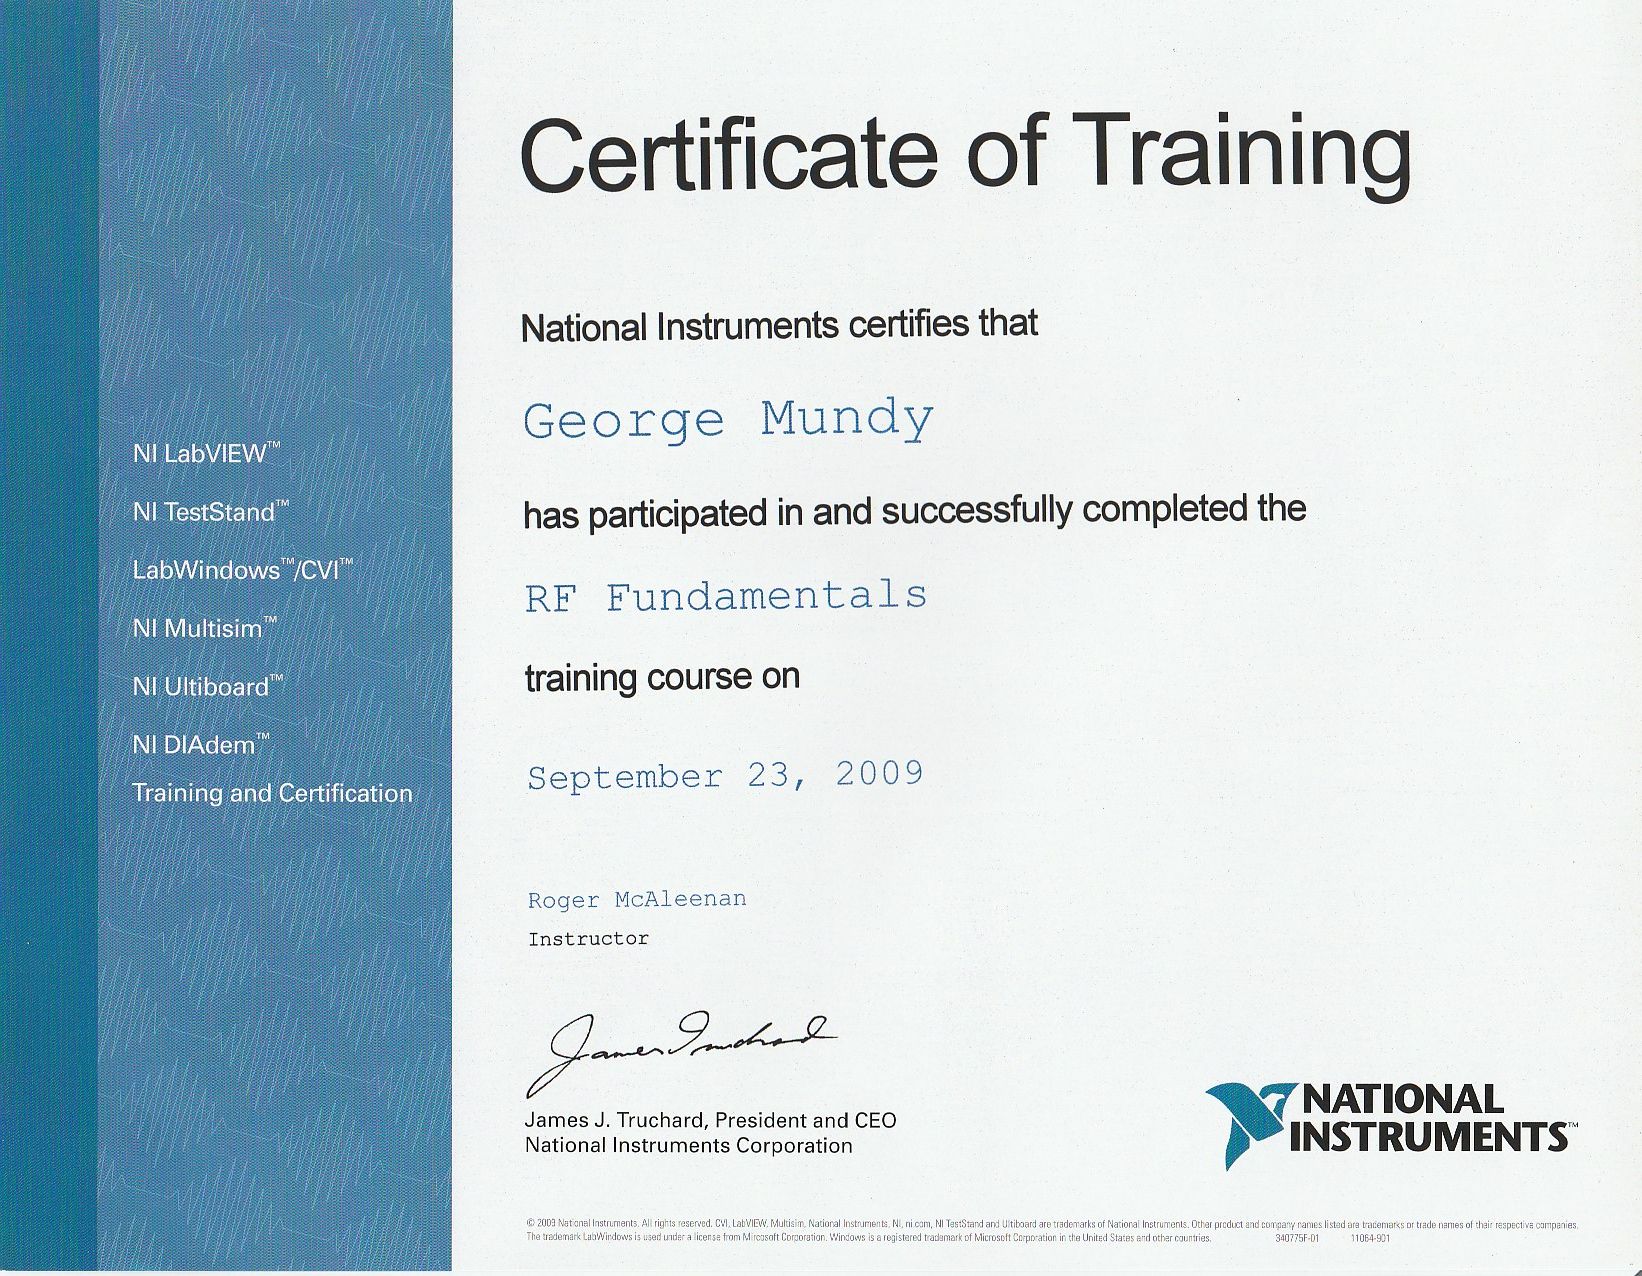 Certificate of Training
National Instruments certifies that
George Mundy
has participated in and successfully completed the
RF Fundamentals
training course on
September 23, 2009
Roger McAleenan
Instructor
James Truchard
James J. Truchard, President and CEO
National Instruments Corporation
NI LabVIEW™
NI TestStand™
LabWindows™/CVI™
NI Multisim™
NI Ultiboard™
NI DIAdem™
Training and Certification
NATIONAL
INSTRUMENTS™
© 2009 National Instruments. All rights reserved. CVI, LabVIEW, Multisim, National Instruments, NI, ni.com, NI TestStand and Ultiboard are trademarks of National Instruments. Other product and company names listed are trademarks or trade names of their respective companies.
The trademark LabWindows is used under a license from Microsoft Corporation. Windows is a registered trademark of Microsoft Corporation in the United States and other countries. 340775F-01 11064-901